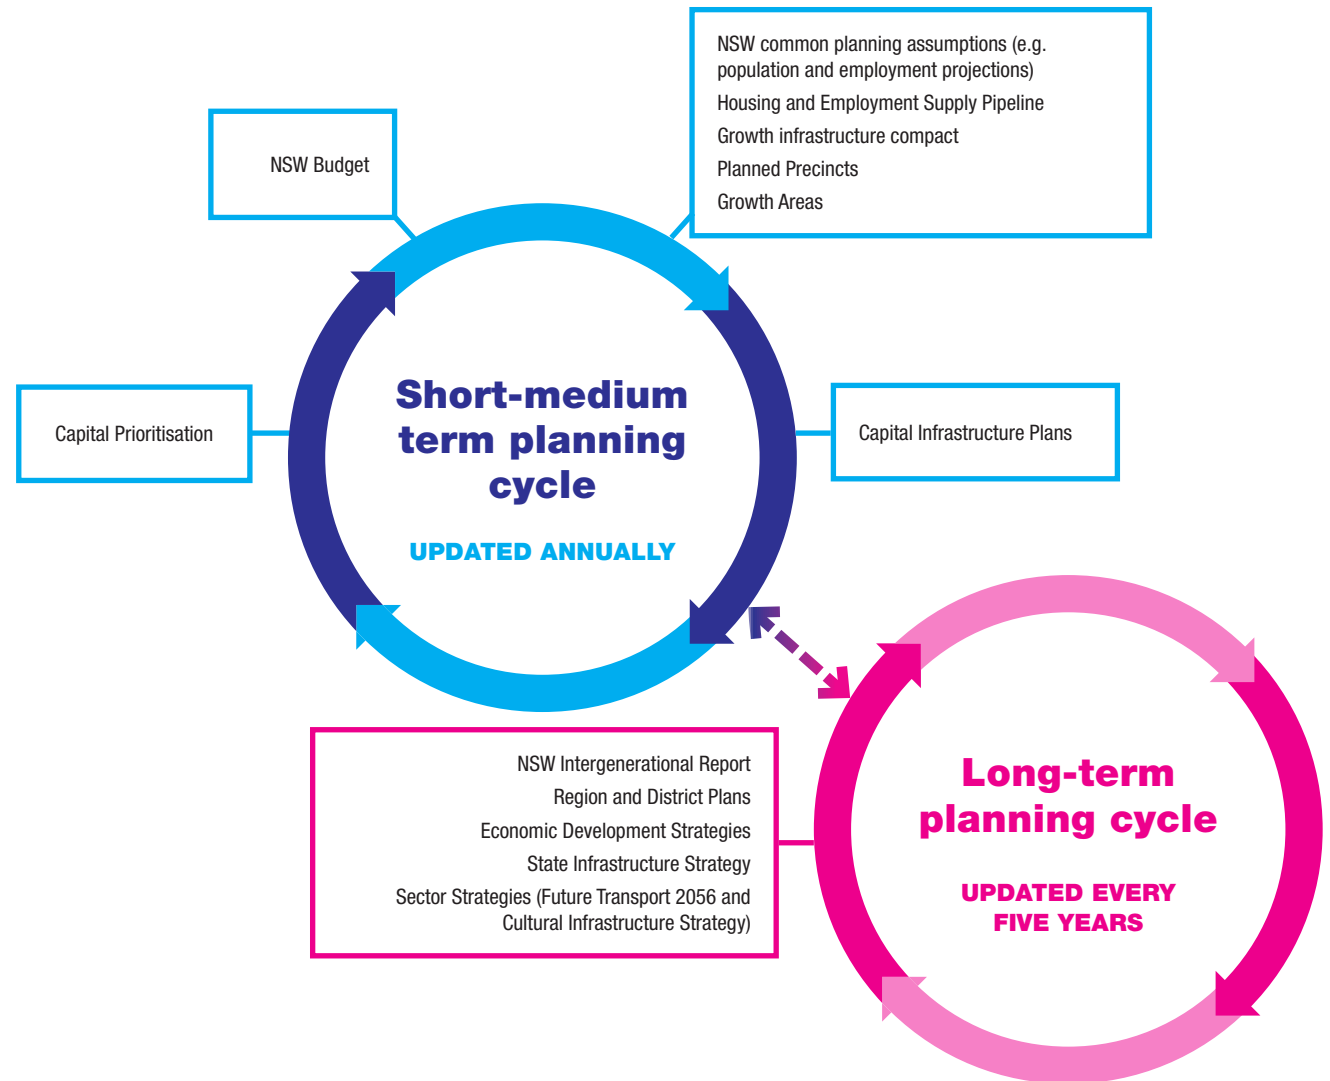 NSW common planning assumptions (e.g.
population and employment projections)
Housing and Employment Supply Pipeline
Growth infrastructure compact
Planned Precincts
Growth Areas
NSW Budget
Short-medium
term planning
cycle
UPDATED ANNUALLY
Capital Prioritisation
Capital Infrastructure Plans
NSW Intergenerational Report
Region and District Plans
Economic Development Strategies
State Infrastructure Strategy
Sector Strategies (Future Transport 2056 and
Cultural Infrastructure Strategy)
Long-term
planning cycle
UPDATED EVERY
FIVE YEARS